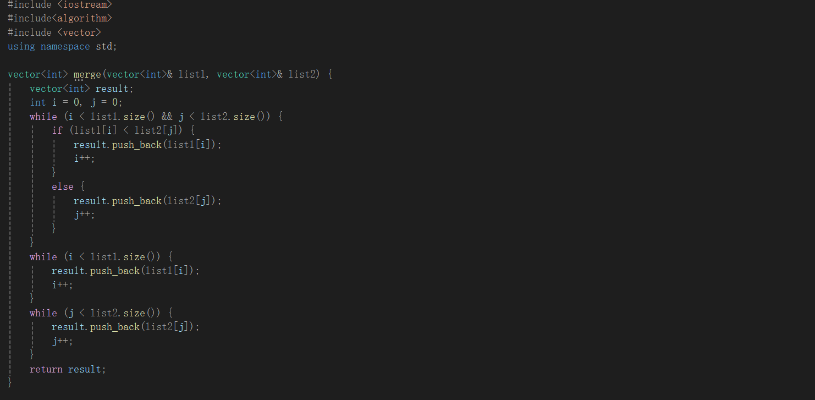 #include <iostream>
#include<algorithm>
#include <vector>
using namespace std;
vector<int> merge(vector<int>& list1, vector<int>& list2) {
vector<int> result;
int i = 0, j = 0;
while (i < list1.size() && j < list2.size()) {
if (list1[i] < list2[j]) {
result.push_back(list1[i]);
i++;
}
else {
result.push_back(list2[j]);
j++;
}
}
while (i < list1.size()) {
result.push_back(list1[i]);
i++;
}
while (j < list2.size()) {
result.push_back(list2[j]);
j++;
}
return result;
}